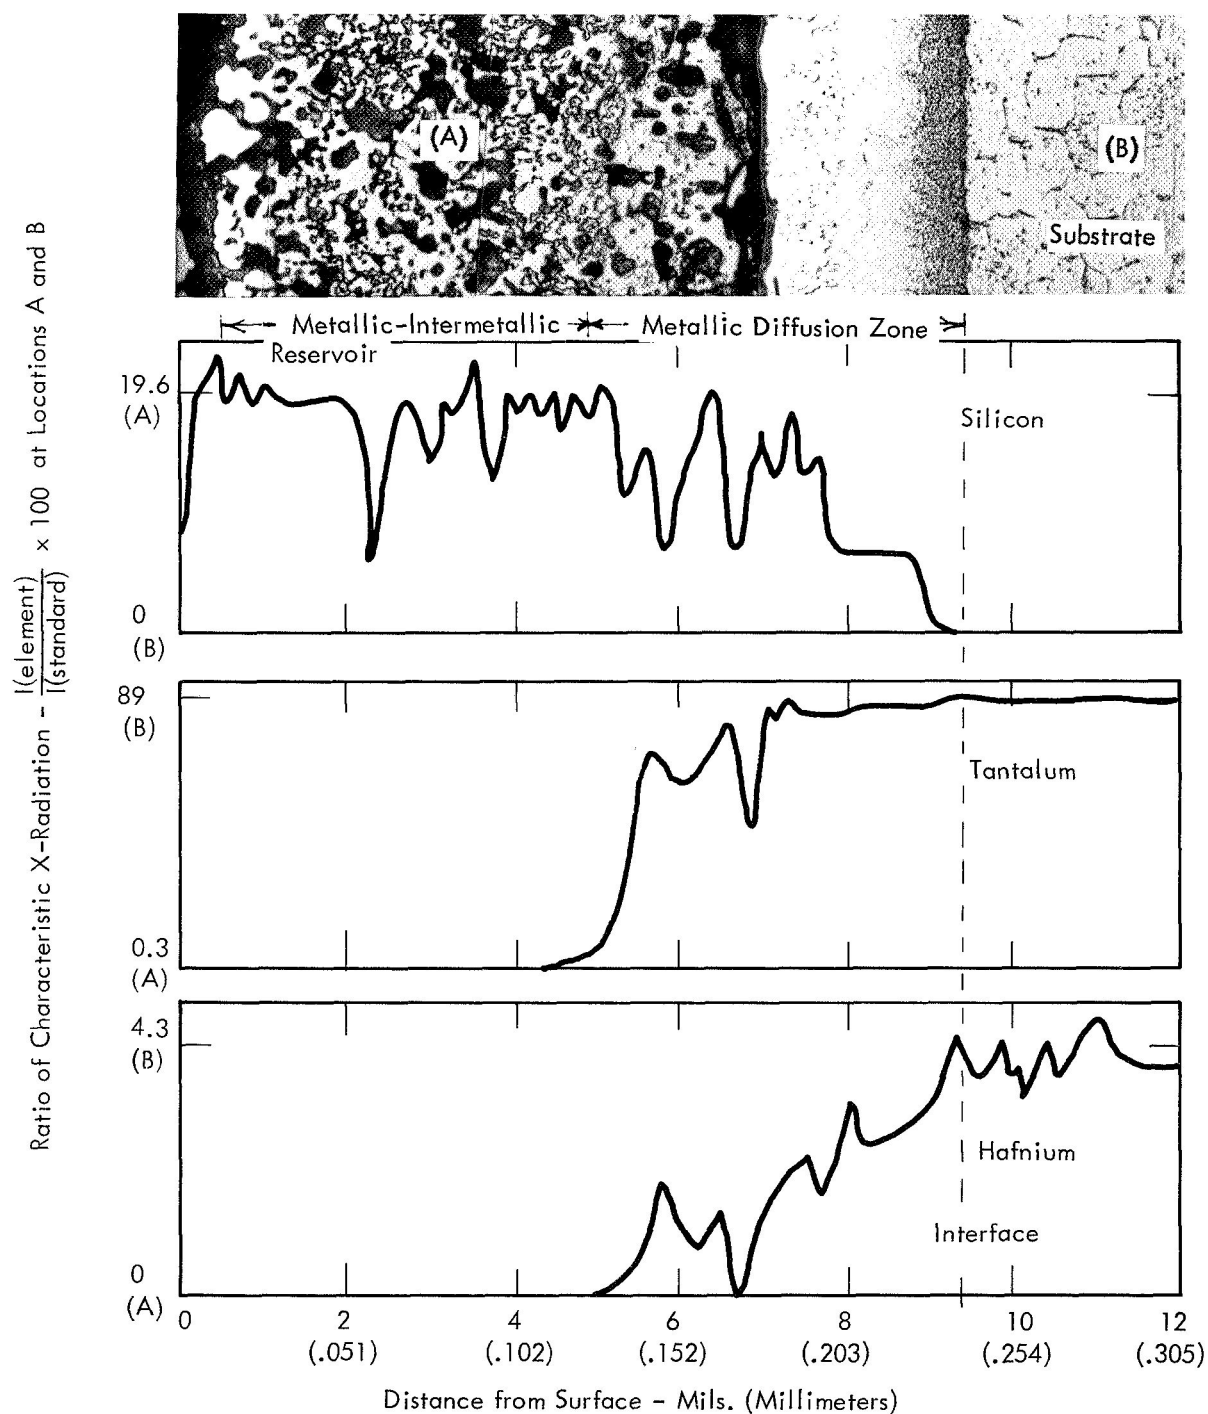 (A)
(B)
Substrate
Metallic-Intermetallic
Reservoir
Metallic Diffusion Zone
Ratio of Characteristic X-Radiation - I(element) / I(standard) × 100 at Locations A and B
19.6
(A)
Silicon
0
(B)
89
(B)
Tantalum
0.3
(A)
4.3
(B)
Hafnium
Interface
0
(A)
0 2 4 6 8 10 12
(.051) (.102) (.152) (.203) (.254) (.305)
Distance from Surface - Mils. (Millimeters)